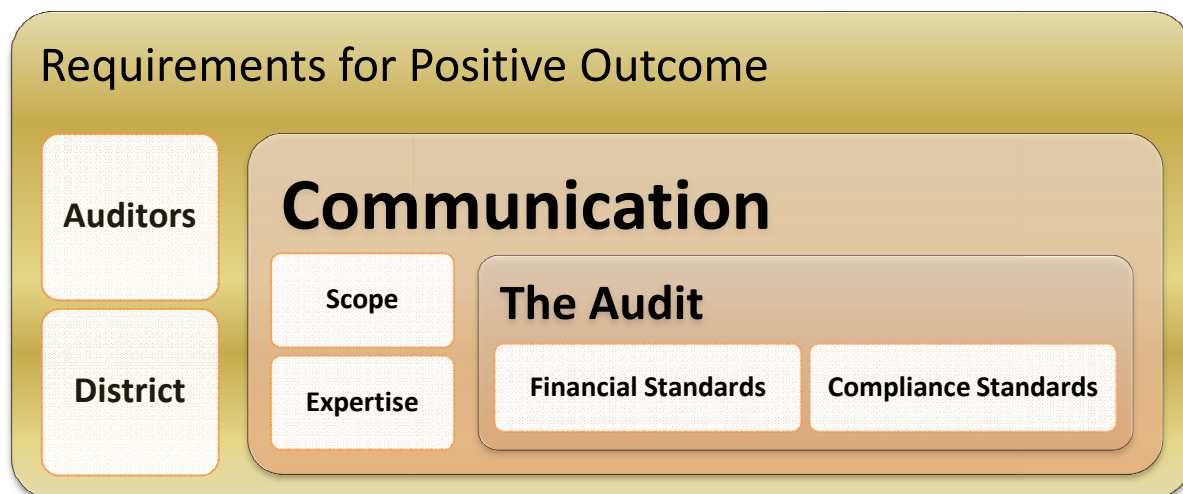 Requirements for Positive Outcome
Auditors
District
Communication
Scope
Expertise
The Audit
Financial Standards
Compliance Standards